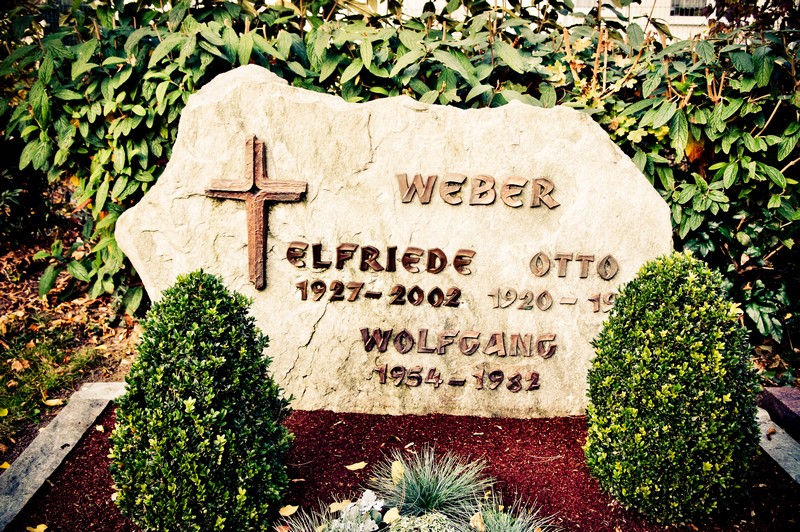 WEBER
ELFRIEDE OTTO
1927-2002 1920-
WOLFGANG
1954-1982